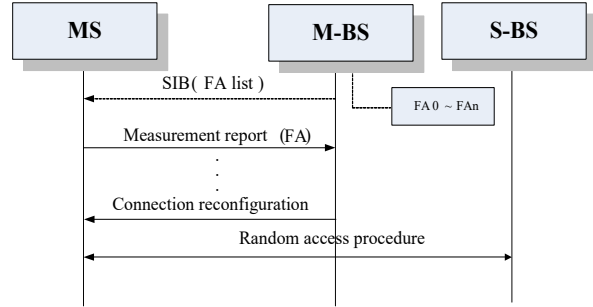 MS
M-BS
S-BS
SIB( FA list )
FA 0 ~ FAn
Measurement report (FA)
Connection reconfiguration
Random access procedure